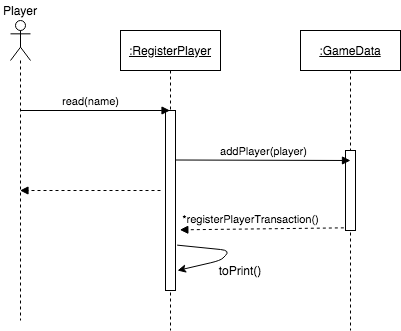 Player
:RegisterPlayer
:GameData
read(name)
addPlayer(player)
*registerPlayerTransaction()
toPrint()